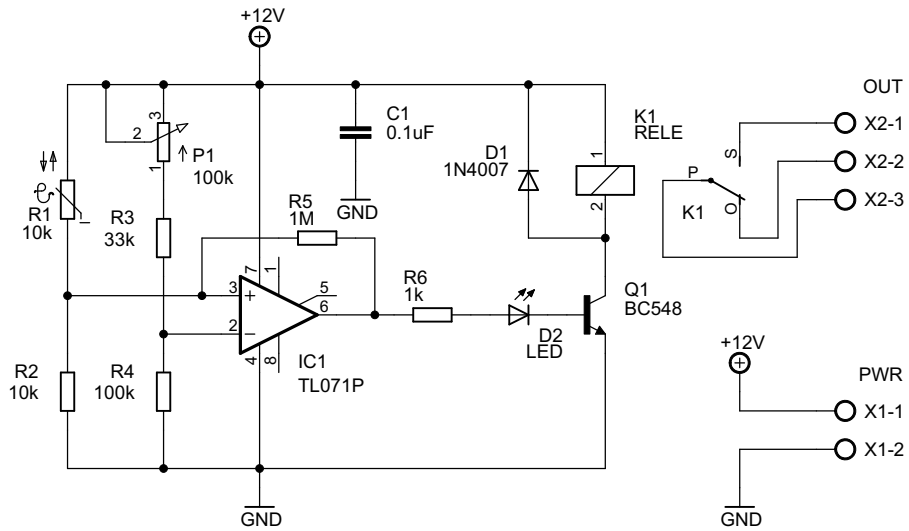 +12V
OUT
C1
0.1uF
K1
RELE
X2-1
3
2
P1
100k
1
D1
1N4007
1
2
S
P
O
K1
X2-2
X2-3
R1
10k
R3
33k
R5
1M
GND
7
1
3
+
5
6
2
−
4
8
IC1
TL071P
R6
1k
D2
LED
Q1
BC548
R2
10k
R4
100k
+12V
PWR
X1-1
X1-2
GND
GND